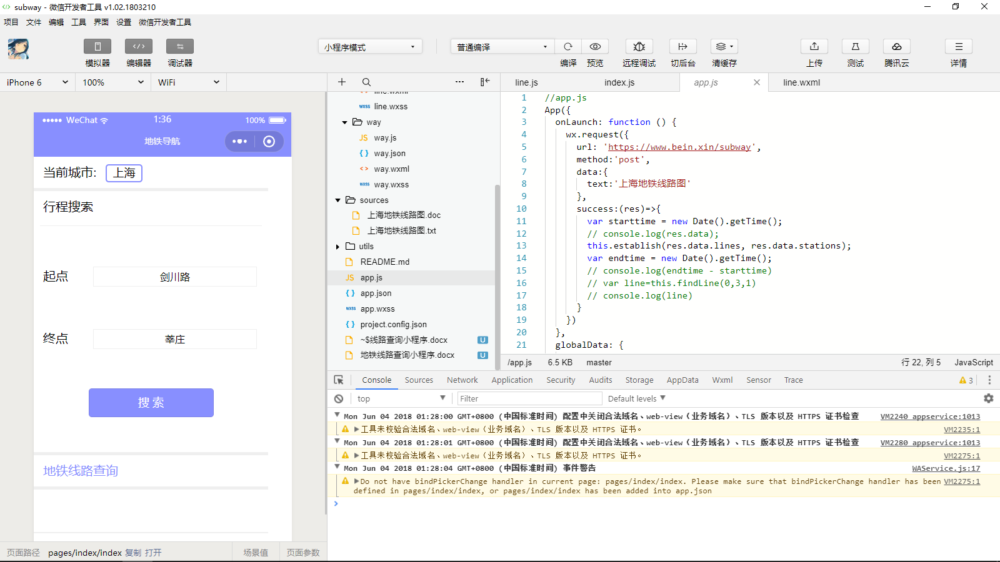 subway - 微信开发者工具 v1.02.1803210
项目 文件 编辑 工具 界面 设置 微信开发者工具
小程序模式 普通编译
模拟器 编辑器 调试器 编译 预览 远程调试 切后台 清缓存 上传 测试 腾讯云 详情
iPhone 6 100% WiFi
WeChat 1:36 100%
地铁导航
当前城市: 上海
行程搜索
起点 剑川路
终点 莘庄
搜索
地铁线路查询
页面路径 pages/index/index 复制 打开 场景值 页面参数
line.wxml
line.wxss
way
way.js
way.json
way.wxml
way.wxss
sources
上海地铁线路图.doc
上海地铁线路图.txt
utils
README.md
app.js
app.json
app.wxss
project.config.json
~$线路查询小程序.docx U
地铁线路查询小程序.docx U
line.js index.js app.js line.wxml
1 //app.js
2 App({
3 onLaunch: function () {
4 wx.request({
5 url: 'https://www.bein.xin/subway',
6 method:'post',
7 data:{
8 text:'上海地铁线路图'
9 },
10 success:(res)=>{
11 var starttime = new Date().getTime();
12 // console.log(res.data);
13 this.establish(res.data.lines, res.data.stations);
14 var endtime = new Date().getTime();
15 // console.log(endtime - starttime)
16 // var line=this.findLine(0,3,1)
17 // console.log(line)
18 }
19 })
20 },
21 globalData: {
/app.js 6.5 KB master 行 22, 列 5 JavaScript
Console Sources Network Application Security Audits Storage AppData Wxml Sensor Trace 3
top Filter Default levels
Mon Jun 04 2018 01:28:00 GMT+0800 (中国标准时间) 配置中关闭合法域名、web-view（业务域名）、TLS 版本以及 HTTPS 证书检查 VM2240 appservice:1013
工具未校验合法域名、web-view（业务域名）、TLS 版本以及 HTTPS 证书。 VM2235:1
Mon Jun 04 2018 01:28:01 GMT+0800 (中国标准时间) 配置中关闭合法域名、web-view（业务域名）、TLS 版本以及 HTTPS 证书检查 VM2280 appservice:1013
工具未校验合法域名、web-view（业务域名）、TLS 版本以及 HTTPS 证书。 VM2275:1
Mon Jun 04 2018 01:28:04 GMT+0800 (中国标准时间) 事件警告 WAService.js:17
Do not have bindPickerChange handler in current page: pages/index/index. Please make sure that bindPickerChange handler has been VM2275:1
defined in pages/index/index, or pages/index/index has been added into app.json